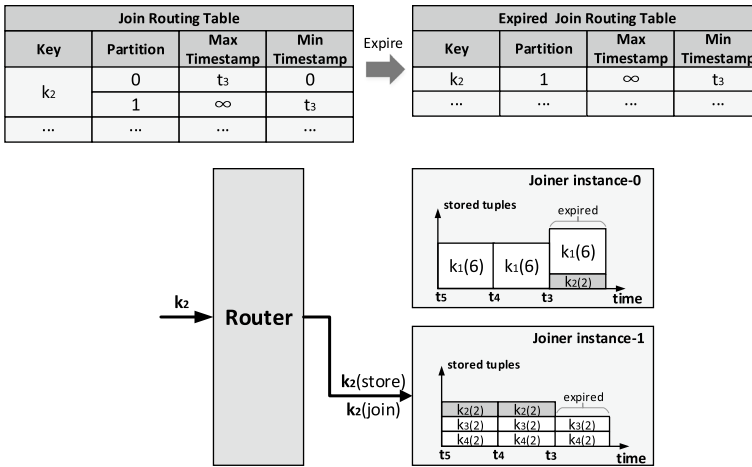 Join Routing Table
Key Partition Max Timestamp Min Timestamp
k₂ 0 t₃ 0
1 ∞ t₃
... ... ... ...
Expire
Expired Join Routing Table
Key Partition Max Timestamp Min Timestamp
k₂ 1 ∞ t₃
... ... ... ...
k₂
Router
k₂(store)
k₂(join)
Joiner instance-0
stored tuples
expired
k₁(6) k₁(6) k₁(6)
k₂(2)
t₅ t₄ t₃ time
Joiner instance-1
stored tuples
expired
k₂(2) k₂(2)
k₃(2) k₃(2) k₃(2)
k₄(2) k₄(2) k₄(2)
t₅ t₄ t₃ time